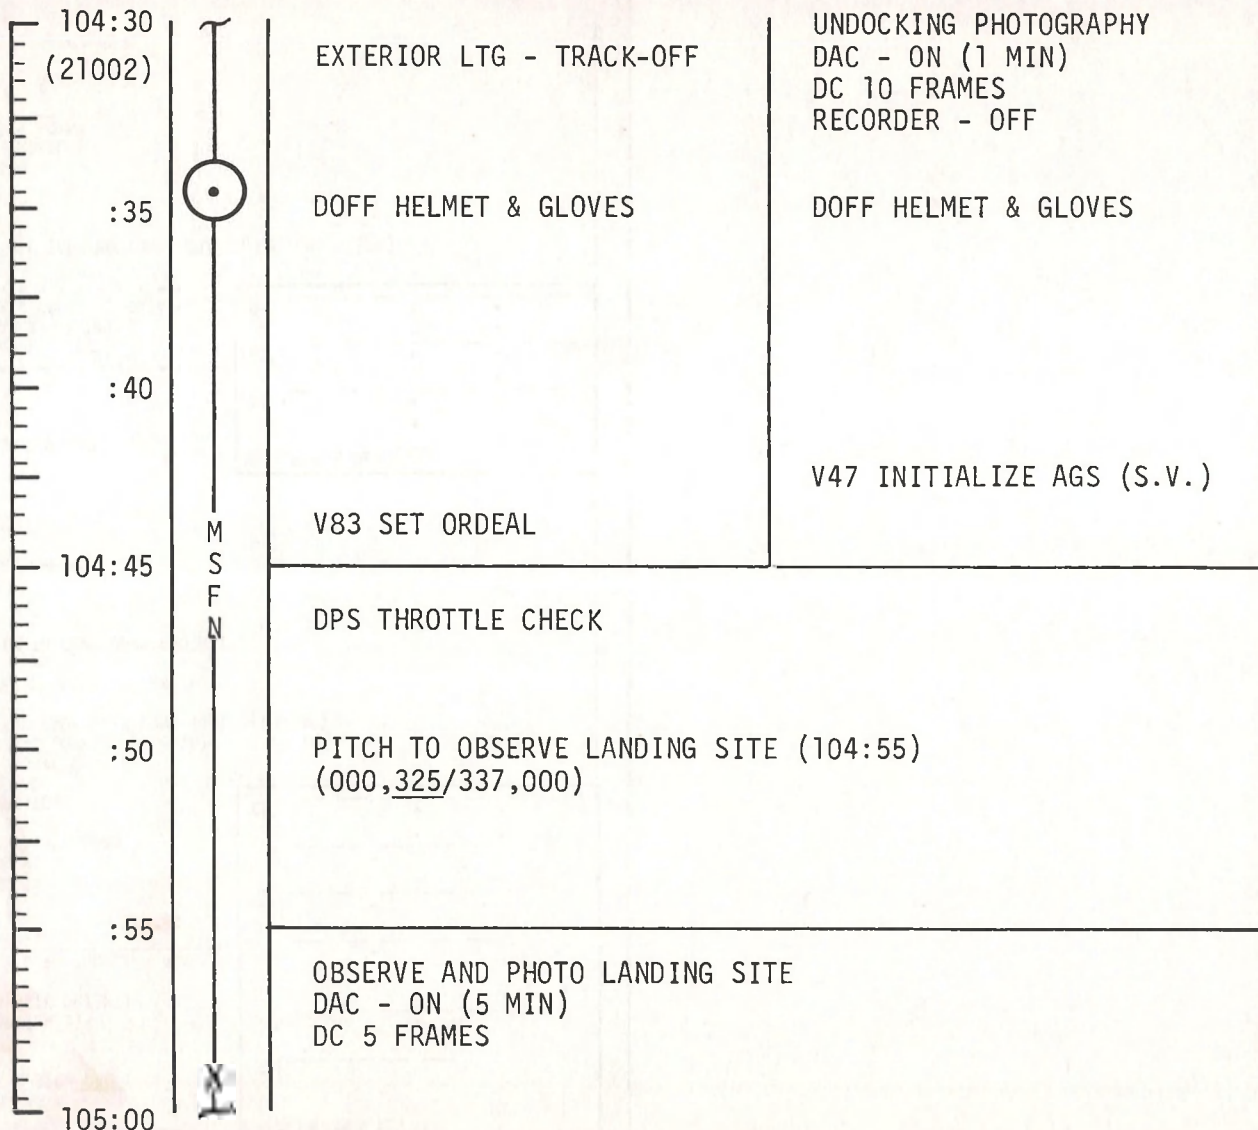 104:30
(21002)
:35
:40
104:45
:50
:55
105:00
M
S
F
N
EXTERIOR LTG - TRACK-OFF
DOFF HELMET & GLOVES
V83 SET ORDEAL
UNDOCKING PHOTOGRAPHY
DAC - ON (1 MIN)
DC 10 FRAMES
RECORDER - OFF
DOFF HELMET & GLOVES
V47 INITIALIZE AGS (S.V.)
DPS THROTTLE CHECK
PITCH TO OBSERVE LANDING SITE (104:55)
(000,325/337,000)
OBSERVE AND PHOTO LANDING SITE
DAC - ON (5 MIN)
DC 5 FRAMES